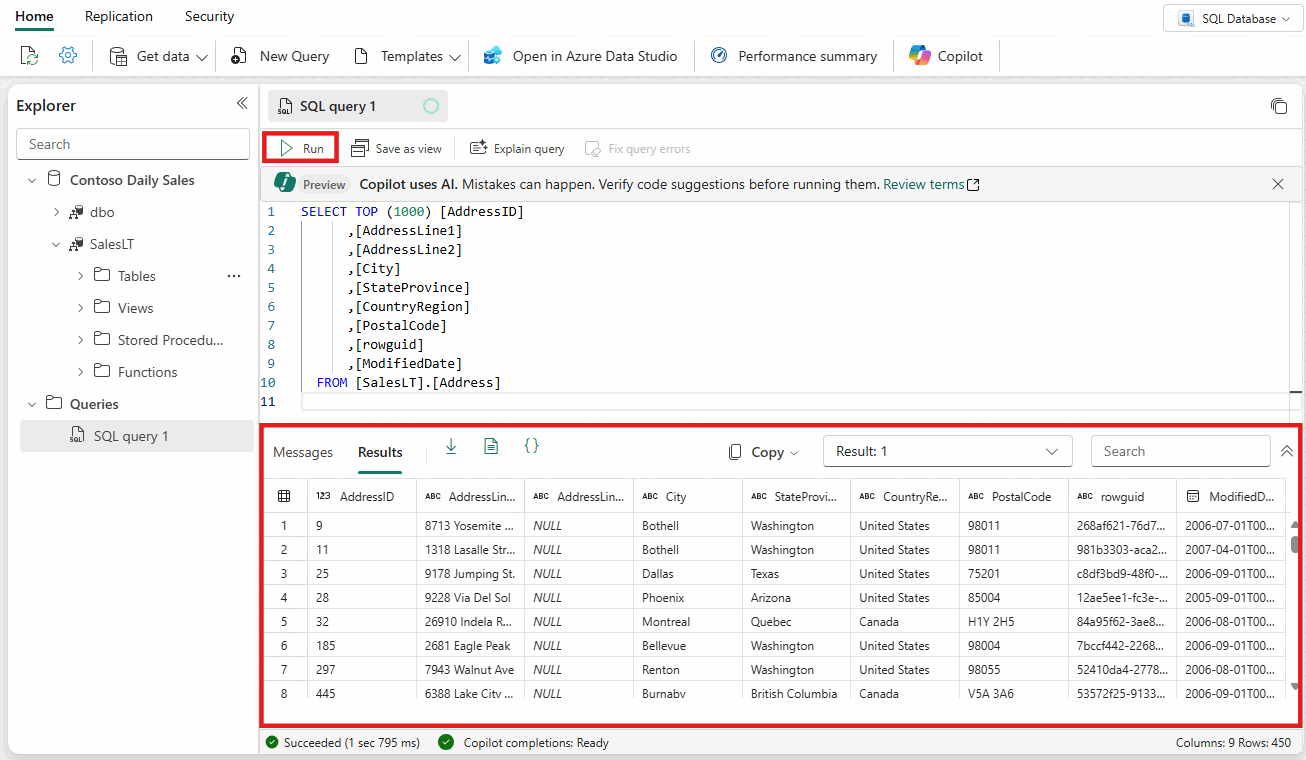 Home Replication Security SQL Database
Get data New Query Templates Open in Azure Data Studio Performance summary Copilot
Explorer
Search
Contoso Daily Sales
dbo
SalesLT
Tables ...
Views
Stored Procedu...
Functions
Queries
SQL query 1
SQL query 1
Run Save as view Explain query Fix query errors
Preview Copilot uses AI. Mistakes can happen. Verify code suggestions before running them. Review terms
1 SELECT TOP (1000) [AddressID]
2 ,[AddressLine1]
3 ,[AddressLine2]
4 ,[City]
5 ,[StateProvince]
6 ,[CountryRegion]
7 ,[PostalCode]
8 ,[rowguid]
9 ,[ModifiedDate]
10 FROM [SalesLT].[Address]
11
Messages Results {} Copy Result: 1 Search
123 AddressID ABC AddressLin... ABC AddressLin... ABC City ABC StateProvi... ABC CountryRe... ABC PostalCode ABC rowguid ModifiedD...
1 9 8713 Yosemite ... NULL Bothell Washington United States 98011 268af621-76d7... 2006-07-01T00...
2 11 1318 Lasalle Str... NULL Bothell Washington United States 98011 981b3303-aca2... 2007-04-01T00...
3 25 9178 Jumping St. NULL Dallas Texas United States 75201 c8df3bd9-48f0-... 2006-09-01T00...
4 28 9228 Via Del Sol NULL Phoenix Arizona United States 85004 12ae5ee1-fc3e-... 2005-09-01T00...
5 32 26910 Indela R... NULL Montreal Quebec Canada H1Y 2H5 84a95f62-3ae8... 2006-08-01T00...
6 185 2681 Eagle Peak NULL Bellevue Washington United States 98004 7bccf442-2268... 2006-09-01T00...
7 297 7943 Walnut Ave NULL Renton Washington United States 98055 52410da4-2778... 2006-08-01T00...
8 445 6388 Lake City ... NULL Burnaby British Columbia Canada V5A 3A6 53572f25-9133... 2006-09-01T00...
Succeeded (1 sec 795 ms) Copilot completions: Ready Columns: 9 Rows: 450